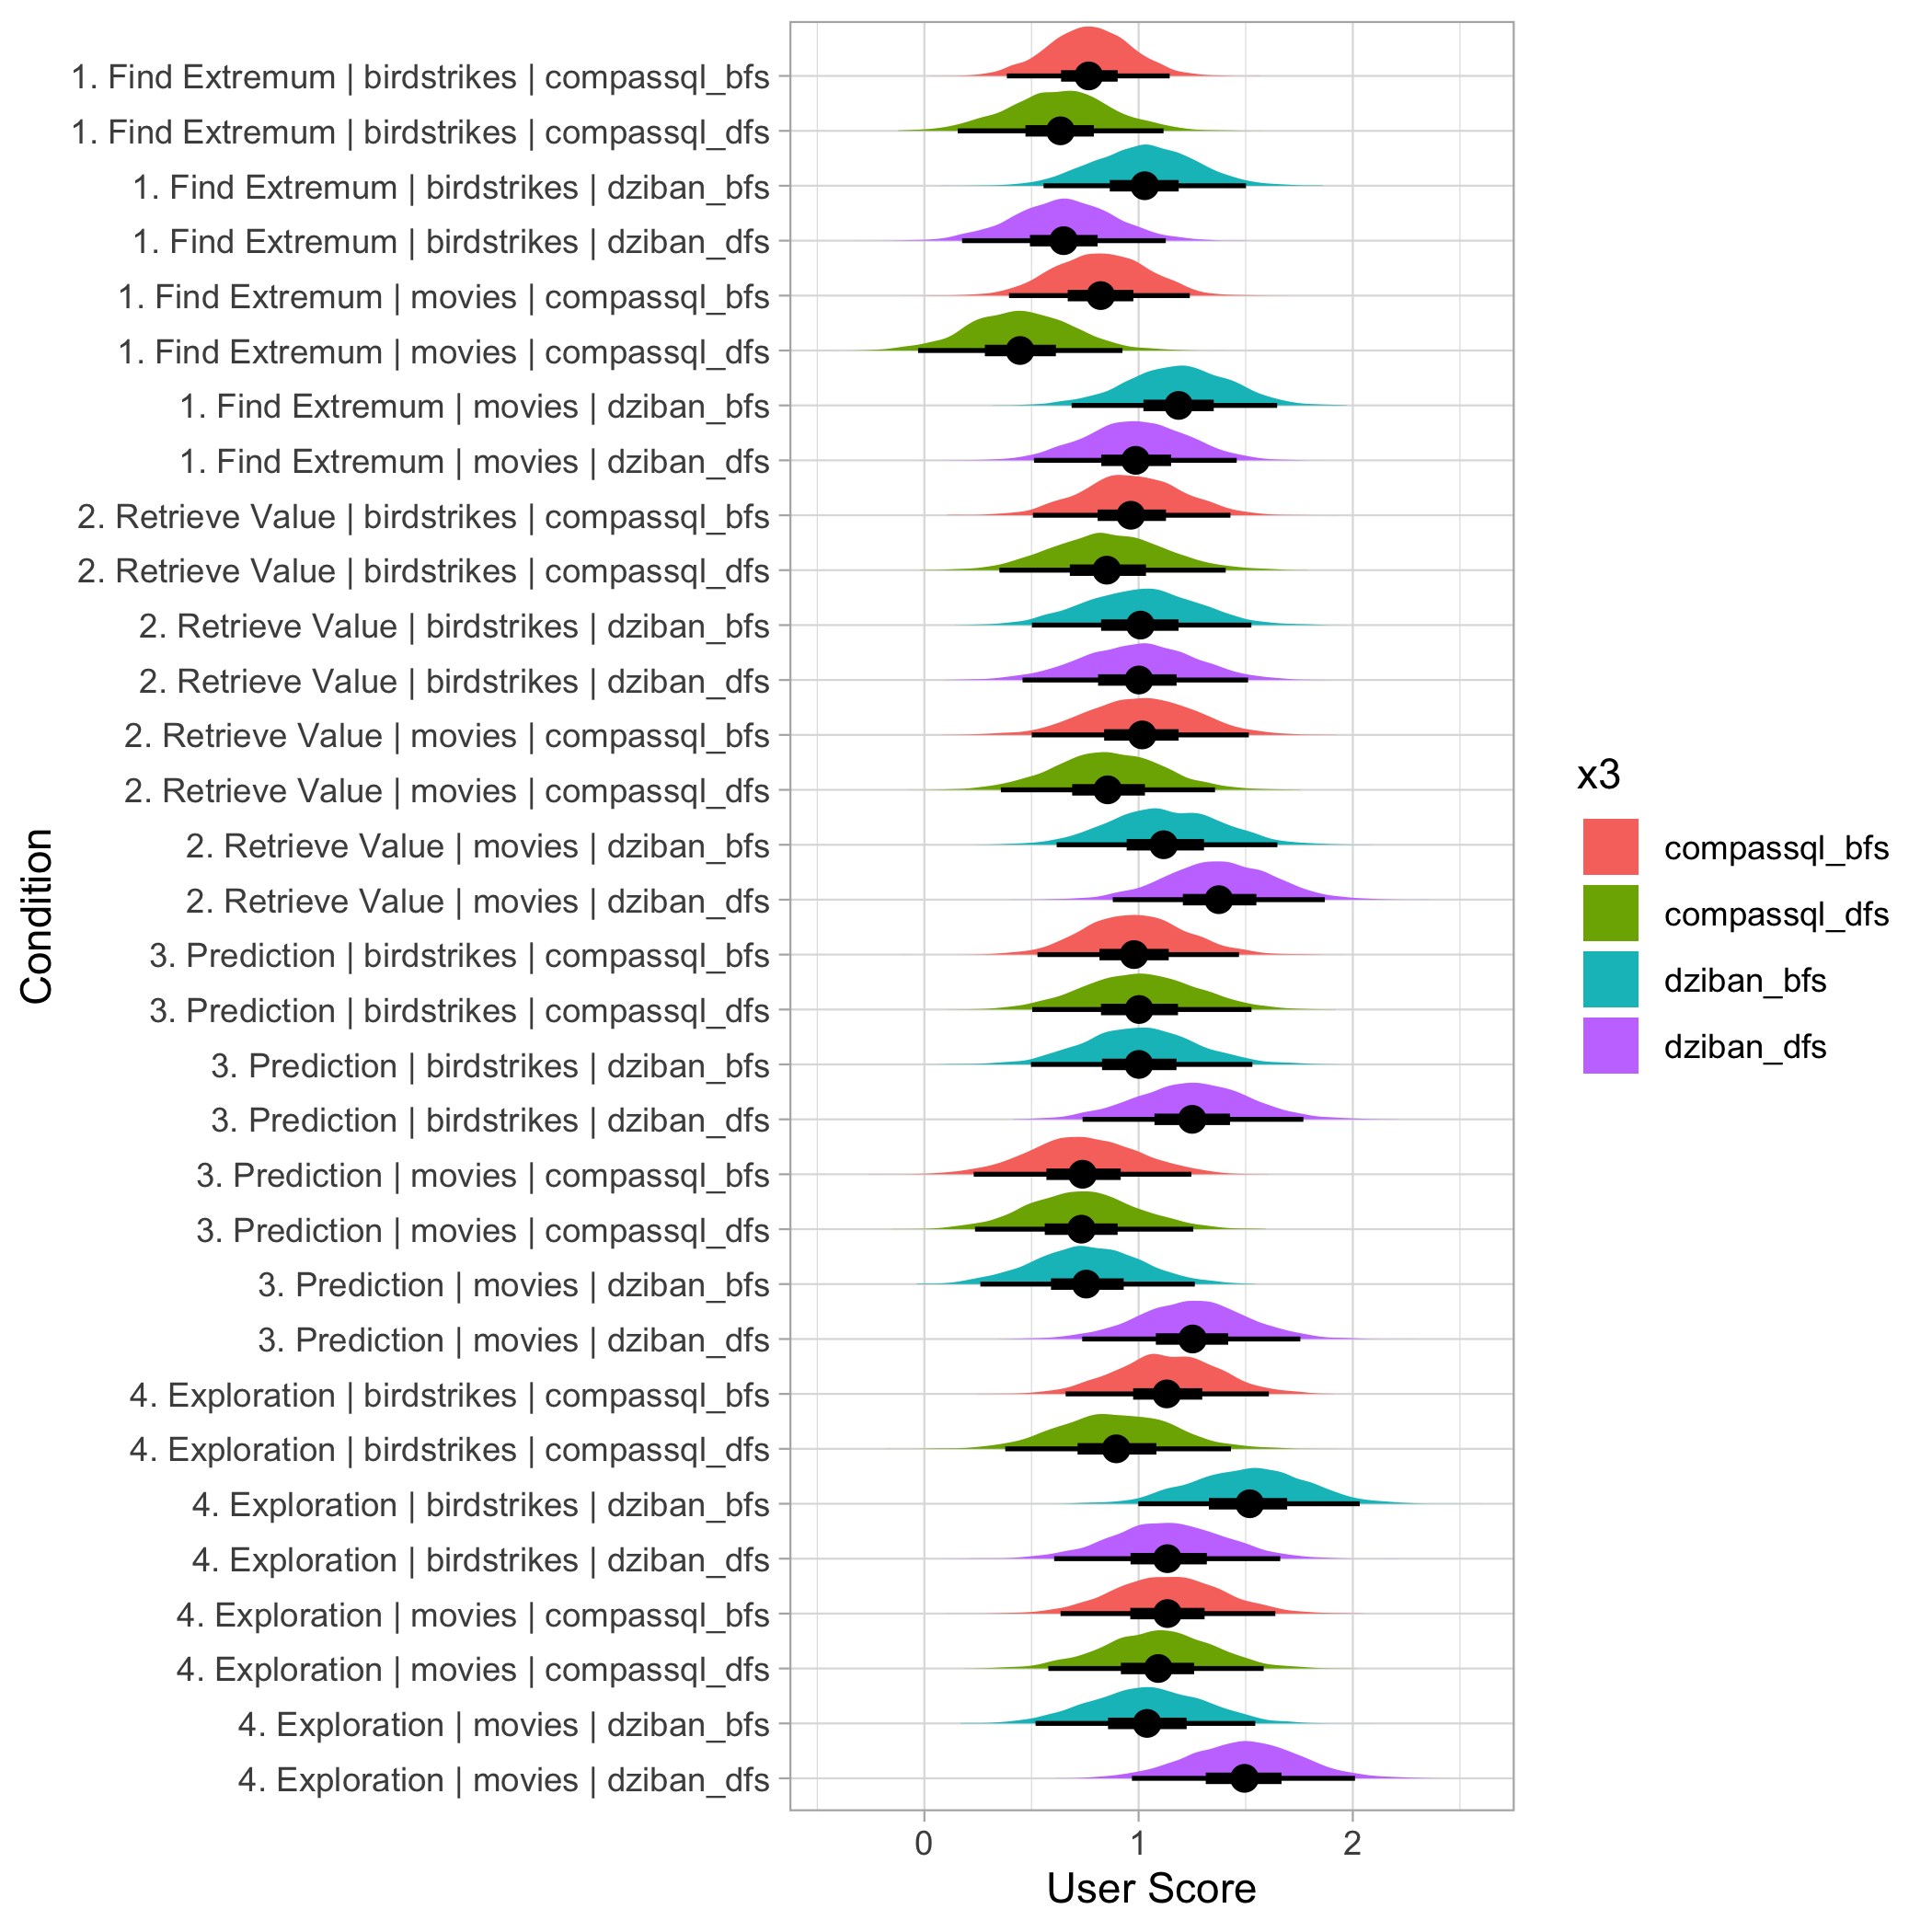 1. Find Extremum | birdstrikes | compassql_bfs
1. Find Extremum | birdstrikes | compassql_dfs
1. Find Extremum | birdstrikes | dziban_bfs
1. Find Extremum | birdstrikes | dziban_dfs
1. Find Extremum | movies | compassql_bfs
1. Find Extremum | movies | compassql_dfs
1. Find Extremum | movies | dziban_bfs
1. Find Extremum | movies | dziban_dfs
2. Retrieve Value | birdstrikes | compassql_bfs
2. Retrieve Value | birdstrikes | compassql_dfs
2. Retrieve Value | birdstrikes | dziban_bfs
2. Retrieve Value | birdstrikes | dziban_dfs
2. Retrieve Value | movies | compassql_bfs
2. Retrieve Value | movies | compassql_dfs
2. Retrieve Value | movies | dziban_bfs
2. Retrieve Value | movies | dziban_dfs
3. Prediction | birdstrikes | compassql_bfs
3. Prediction | birdstrikes | compassql_dfs
3. Prediction | birdstrikes | dziban_bfs
3. Prediction | birdstrikes | dziban_dfs
3. Prediction | movies | compassql_bfs
3. Prediction | movies | compassql_dfs
3. Prediction | movies | dziban_bfs
3. Prediction | movies | dziban_dfs
4. Exploration | birdstrikes | compassql_bfs
4. Exploration | birdstrikes | compassql_dfs
4. Exploration | birdstrikes | dziban_bfs
4. Exploration | birdstrikes | dziban_dfs
4. Exploration | movies | compassql_bfs
4. Exploration | movies | compassql_dfs
4. Exploration | movies | dziban_bfs
4. Exploration | movies | dziban_dfs
Condition
0 1 2
User Score
x3
compassql_bfs
compassql_dfs
dziban_bfs
dziban_dfs